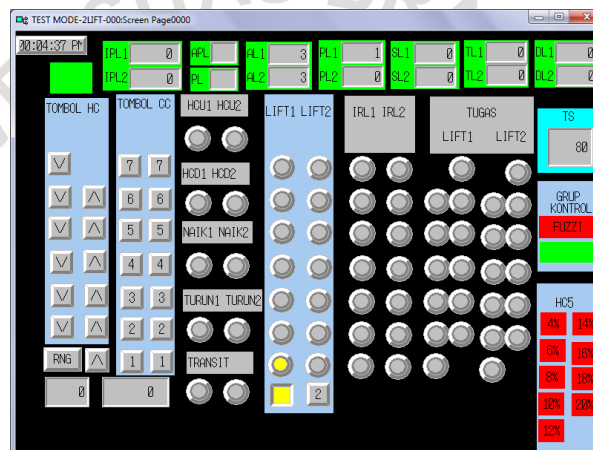 TEST MODE-2LIFT-000:Screen Page0000
00:04:37 PM
IPL1 0 APL AL1 3 PL1 1 SL1 0 TL1 0 DL1 0
IPL2 0 PL AL2 3 PL2 0 SL2 0 TL2 0 DL2 0
TOMBOL HC TOMBOL CC HCU1 HCU2 LIFT1 LIFT2 IRL1 IRL2 TUGAS TS
LIFT1 LIFT2
80
7 7
HCD1 HCD2
6 6
GRUP
KONTROL
5 5
NAIK1 NAIK2
FUZZI
4 4
3 3
TURUN1 TURUN2
HC5
2 2
4% 14%
RNG 1 1
TRANSIT
6% 16%
8% 18%
0 0
2
10% 20%
12%